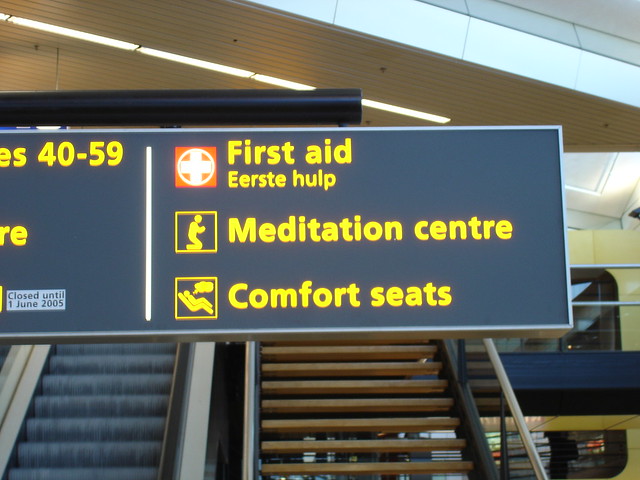 es 40-59
re
Closed until
1 June 2005
First aid
Eerste hulp
Meditation centre
Comfort seats